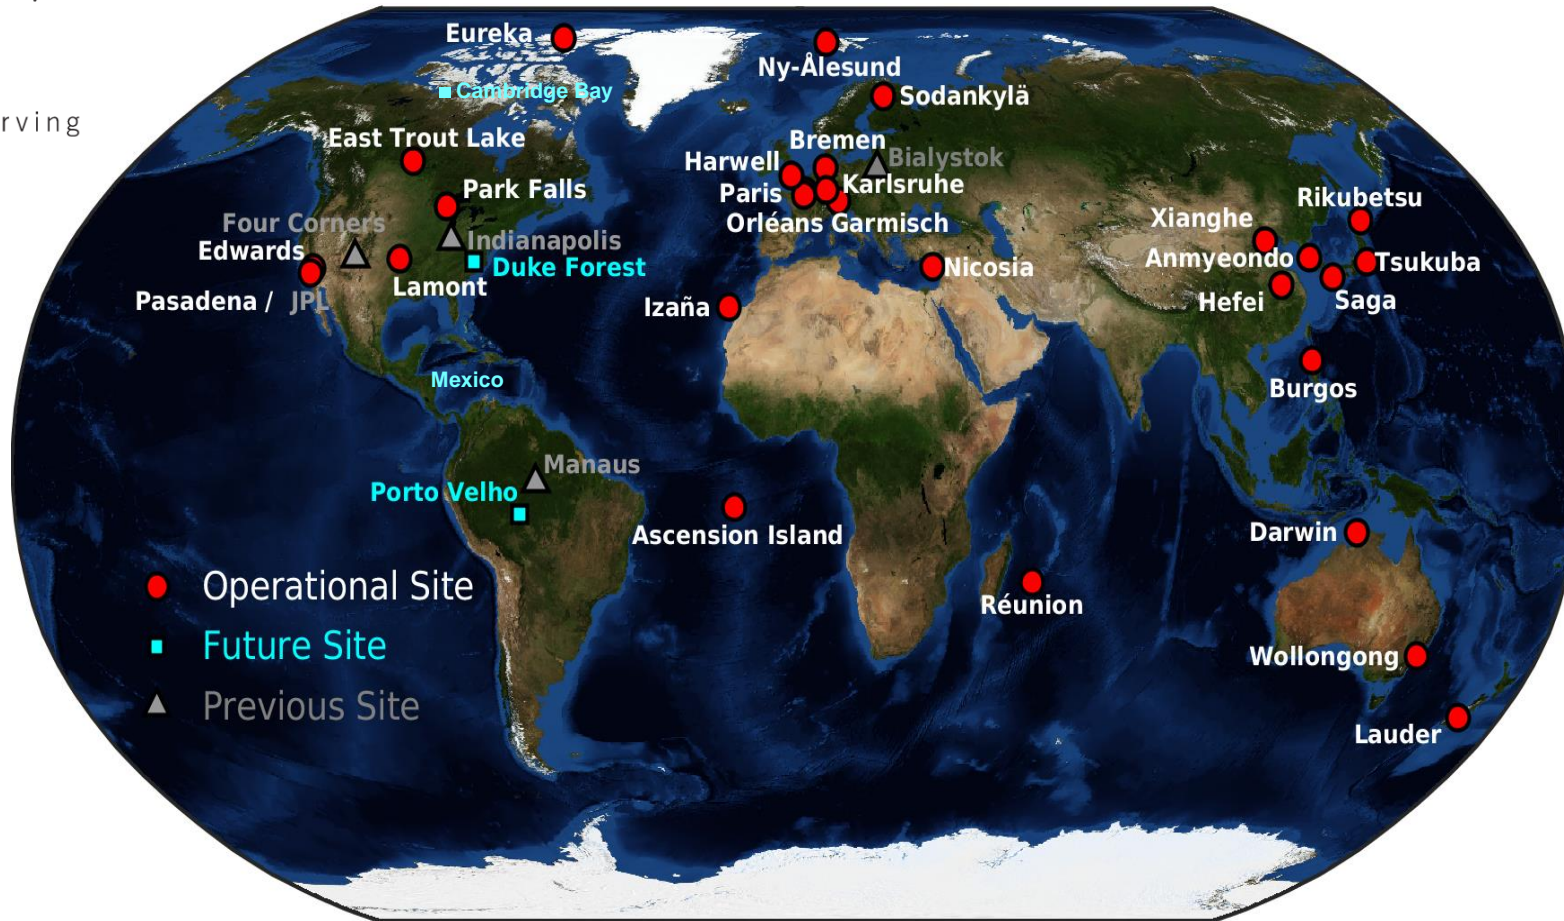 rving
Eureka
Ny-Ålesund
Cambridge Bay
Sodankylä
East Trout Lake
Bremen
Harwell
Bialystok
Park Falls
Paris
Karlsruhe
Rikubetsu
Four Corners
Orléans Garmisch
Xianghe
Indianapolis
Edwards
Duke Forest
Nicosia
Anmyeondo
Tsukuba
Lamont
Pasadena / JPL
Izaña
Hefei
Saga
Mexico
Burgos
Manaus
Porto Velho
Ascension Island
Darwin
Operational Site
Réunion
Future Site
Wollongong
Previous Site
Lauder